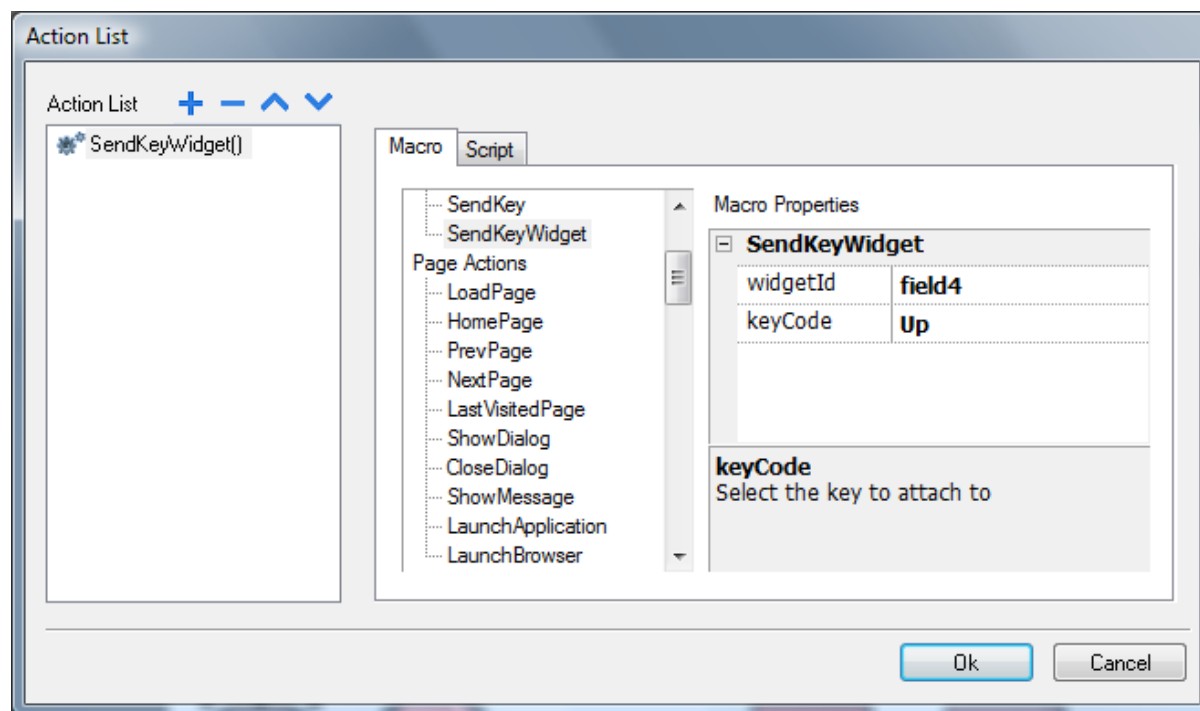 Action List
Action List
SendKeyWidget()
Macro
Script
SendKey
SendKeyWidget
Page Actions
LoadPage
HomePage
PrevPage
NextPage
LastVisitedPage
ShowDialog
CloseDialog
ShowMessage
LaunchApplication
LaunchBrowser
Macro Properties
SendKeyWidget
widgetId field4
keyCode Up
keyCode
Select the key to attach to
Ok
Cancel